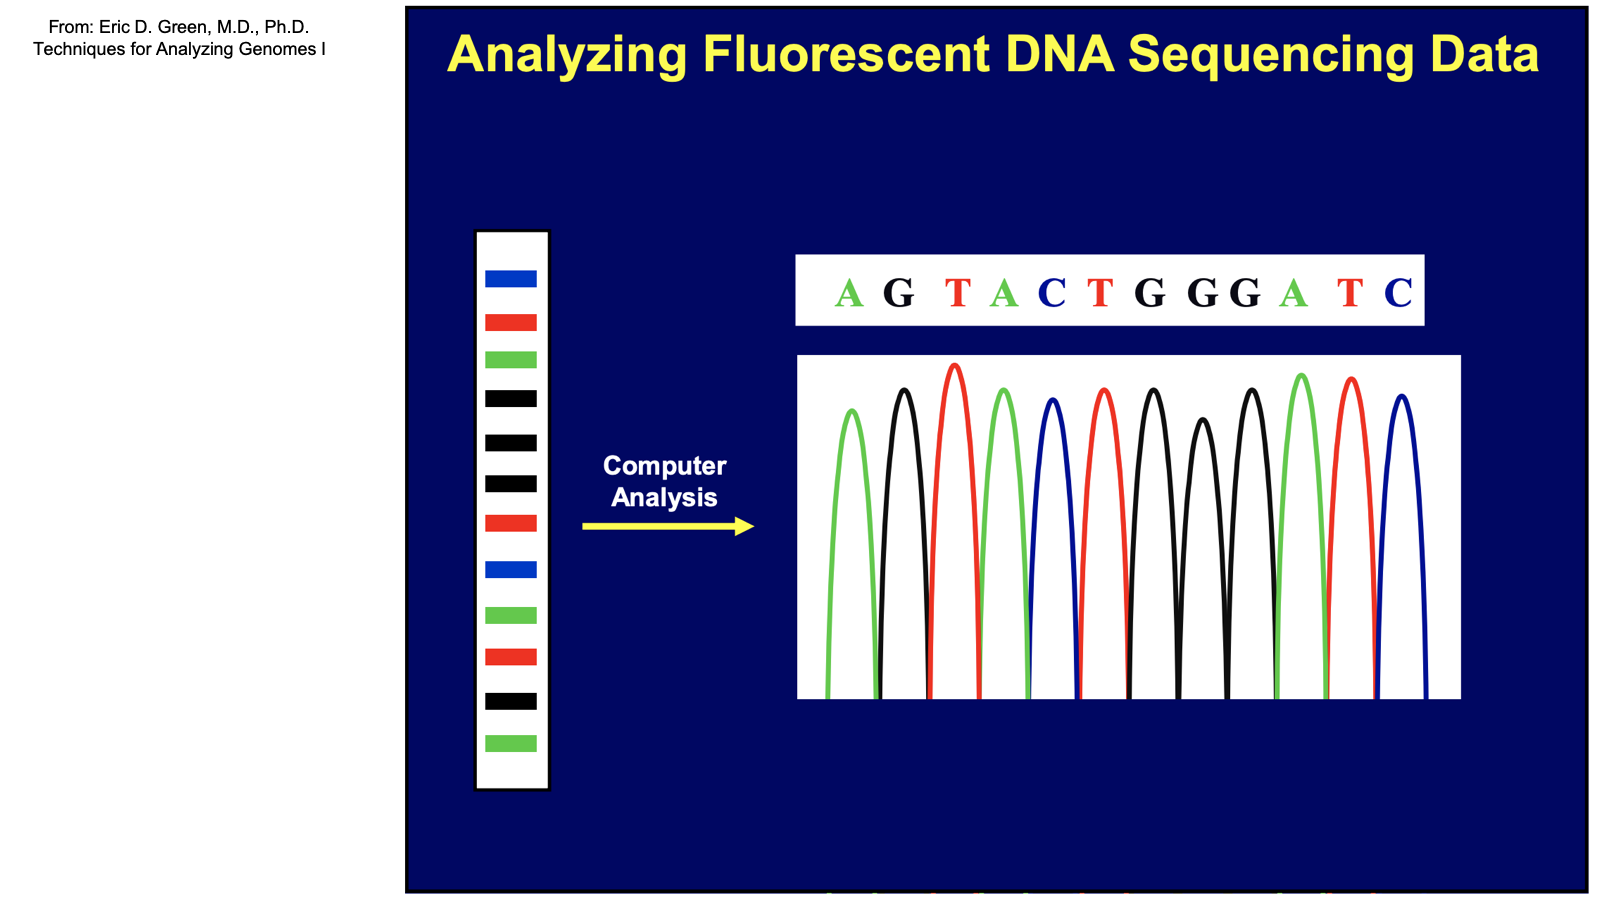 From: Eric D. Green, M.D., Ph.D.
Techniques for Analyzing Genomes I
Analyzing Fluorescent DNA Sequencing Data
A G T A C T G G G A T C
Computer
Analysis